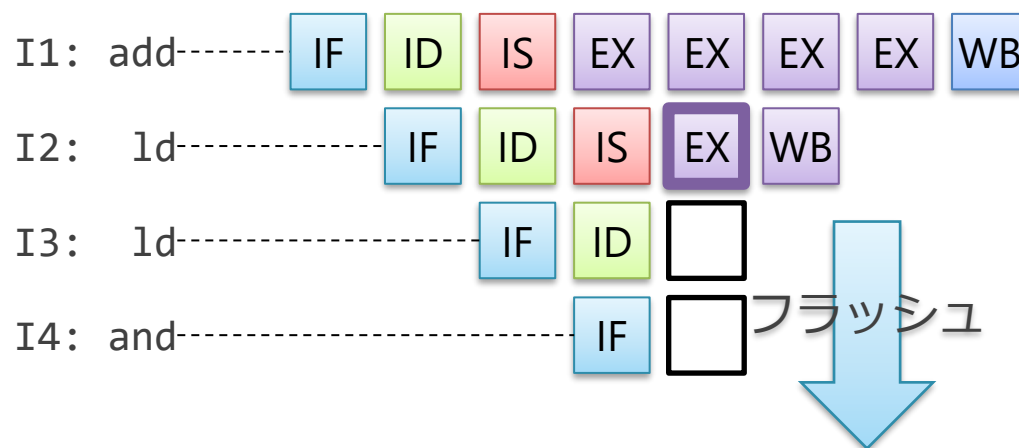 I1: add IF ID IS EX EX EX EX WB
I2: ld IF ID IS EX WB
I3: ld IF ID
I4: and IF
フラッシュ